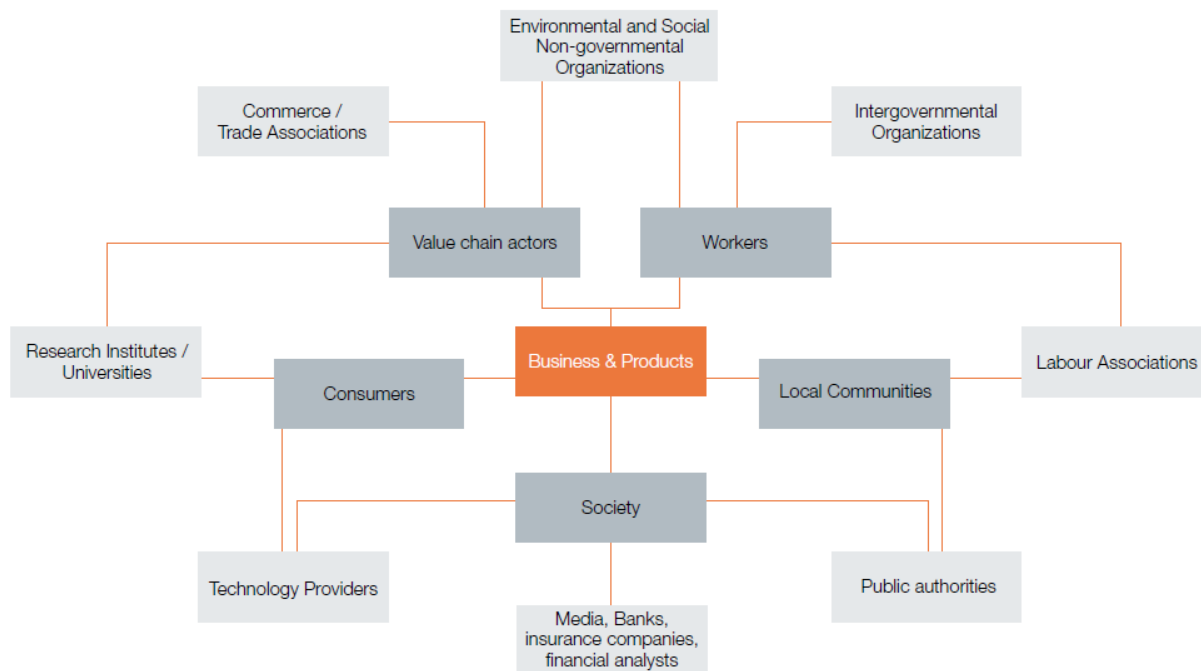 Environmental and Social
Non-governmental
Organizations
Commerce /
Trade Associations
Intergovernmental
Organizations
Value chain actors
Workers
Research Institutes /
Universities
Business & Products
Labour Associations
Consumers
Local Communities
Society
Technology Providers
Public authorities
Media, Banks,
insurance companies,
financial analysts